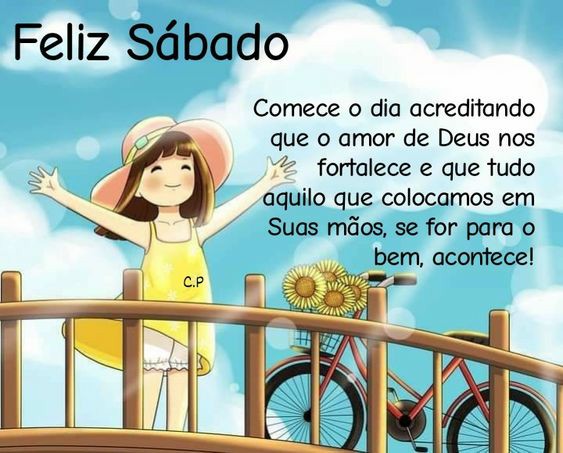 Feliz Sábado
Comece o dia acreditando
que o amor de Deus nos
fortalece e que tudo
aquilo que colocamos em
Suas mãos, se for para o
bem, acontece!
C.P